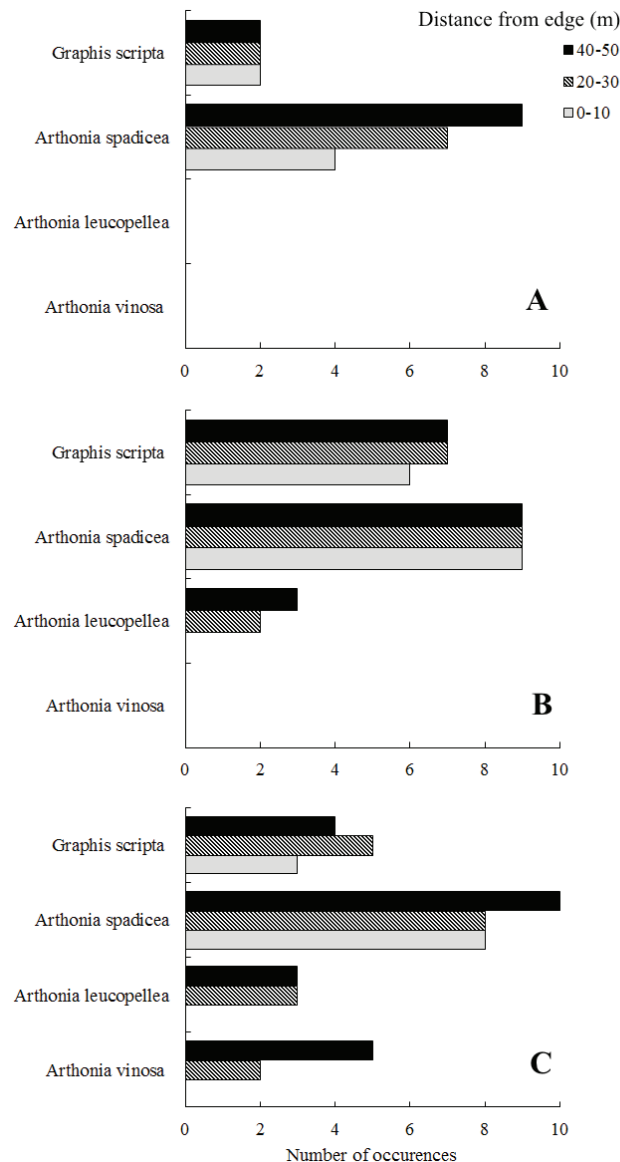 Distance from edge (m)
40-50
20-30
0-10
Graphis scripta
Arthonia spadicea
Arthonia leucopellea
Arthonia vinosa
A
0 2 4 6 8 10
Graphis scripta
Arthonia spadicea
Arthonia leucopellea
Arthonia vinosa
B
0 2 4 6 8 10
Graphis scripta
Arthonia spadicea
Arthonia leucopellea
Arthonia vinosa
C
0 2 4 6 8 10
Number of occurences